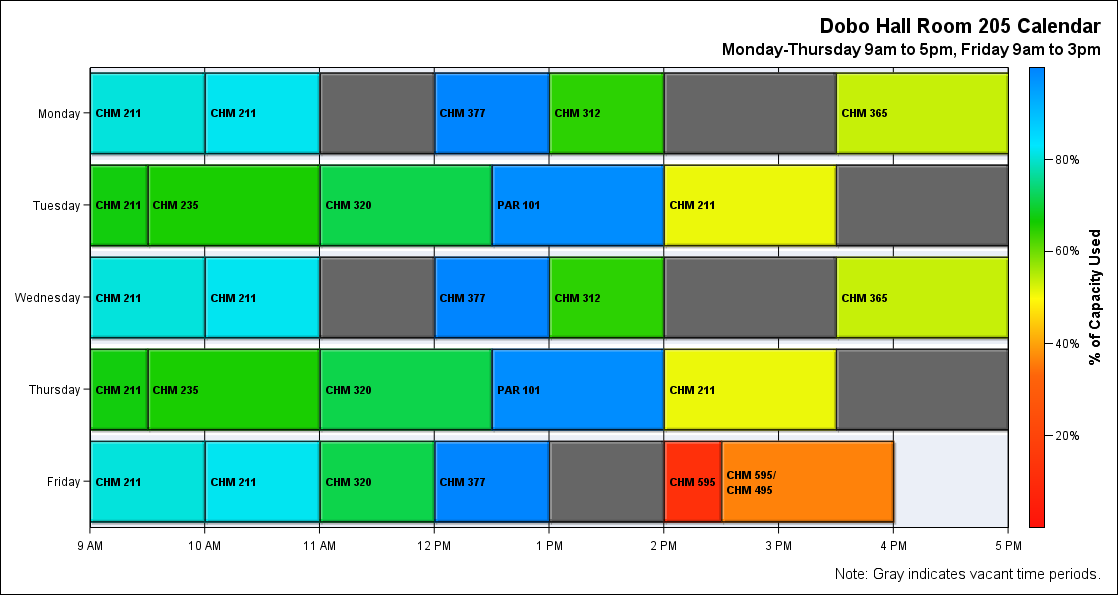 Dobo Hall Room 205 Calendar
Monday-Thursday 9am to 5pm, Friday 9am to 3pm
Monday
CHM 211
CHM 211
CHM 377
CHM 312
CHM 365
Tuesday
CHM 211
CHM 235
CHM 320
PAR 101
CHM 211
Wednesday
CHM 211
CHM 211
CHM 377
CHM 312
CHM 365
Thursday
CHM 211
CHM 235
CHM 320
PAR 101
CHM 211
Friday
CHM 211
CHM 211
CHM 320
CHM 377
CHM 595
CHM 595/
CHM 495
9 AM
10 AM
11 AM
12 PM
1 PM
2 PM
3 PM
4 PM
5 PM
80%
60%
40%
20%
% of Capacity Used
Note: Gray indicates vacant time periods.